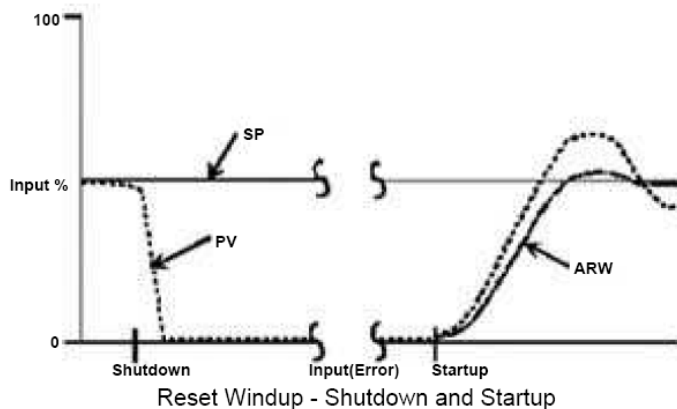 100
SP
Input %
PV
ARW
0
Shutdown
Input(Error)
Startup
Reset Windup - Shutdown and Startup